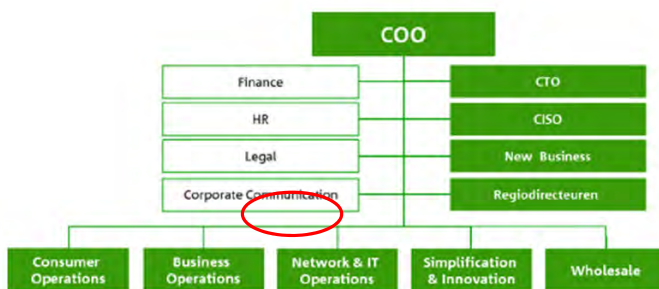 COO
Finance
CTO
HR
CISO
Legal
New Business
Corporate Communication
Regiodirecteuren
Consumer
Operations
Business
Operations
Network & IT
Operations
Simplification
& Innovation
Wholesale